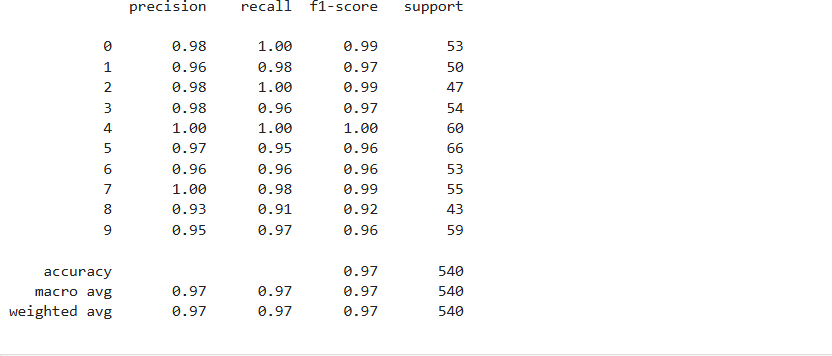 precision recall f1-score support
0 0.98 1.00 0.99 53
1 0.96 0.98 0.97 50
2 0.98 1.00 0.99 47
3 0.98 0.96 0.97 54
4 1.00 1.00 1.00 60
5 0.97 0.95 0.96 66
6 0.96 0.96 0.96 53
7 1.00 0.98 0.99 55
8 0.93 0.91 0.92 43
9 0.95 0.97 0.96 59
accuracy 0.97 540
macro avg 0.97 0.97 0.97 540
weighted avg 0.97 0.97 0.97 540